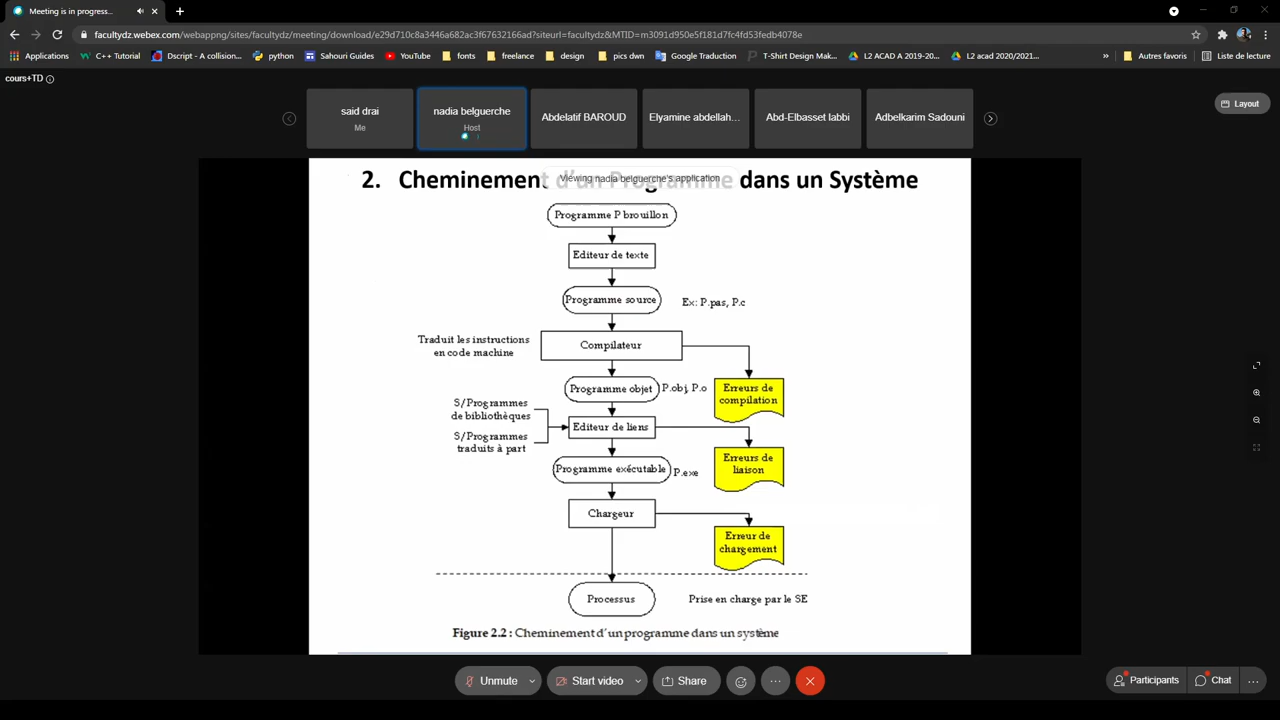 Meeting is in progress...
facultydz.webex.com/webappng/sites/facultydz/meeting/download/e29d710c8a3446a682ac3f67632166ad?siteurl=facultydz&MTID=m3091d950e5f181d7fc4fd53fedb4078e
Applications C++ Tutorial Dscript - A collision... python Sahouri Guides YouTube fonts freelance design pics dwn Google Traduction T-Shirt Design Mak... L2 ACAD A 2019-20... L2 acad 2020/2021... » Autres favoris Liste de lecture
cours+TD
said drai
Me
nadia belguerche
Host
Abdelatif BAROUD
Elyamine abdellah...
Abd-Elbasset labbi
Adbelkarim Sadouni
Layout
Viewing nadia belguerche's application
2. Cheminement d'un Programme dans un Système
Programme P brouillon
Editeur de texte
Programme source
Ex: P.pas, P.c
Traduit les instructions
en code machine
Compilateur
Programme objet
P.obj, P.o
Erreurs de
compilation
S/Programmes
de bibliothèques
S/Programmes
traduits à part
Editeur de liens
Erreurs de
liaison
Programme exécutable
P.exe
Chargeur
Erreur de
chargement
Processus
Prise en charge par le SE
Figure 2.2 : Cheminement d'un programme dans un système
Unmute
Start video
Share
Participants
Chat